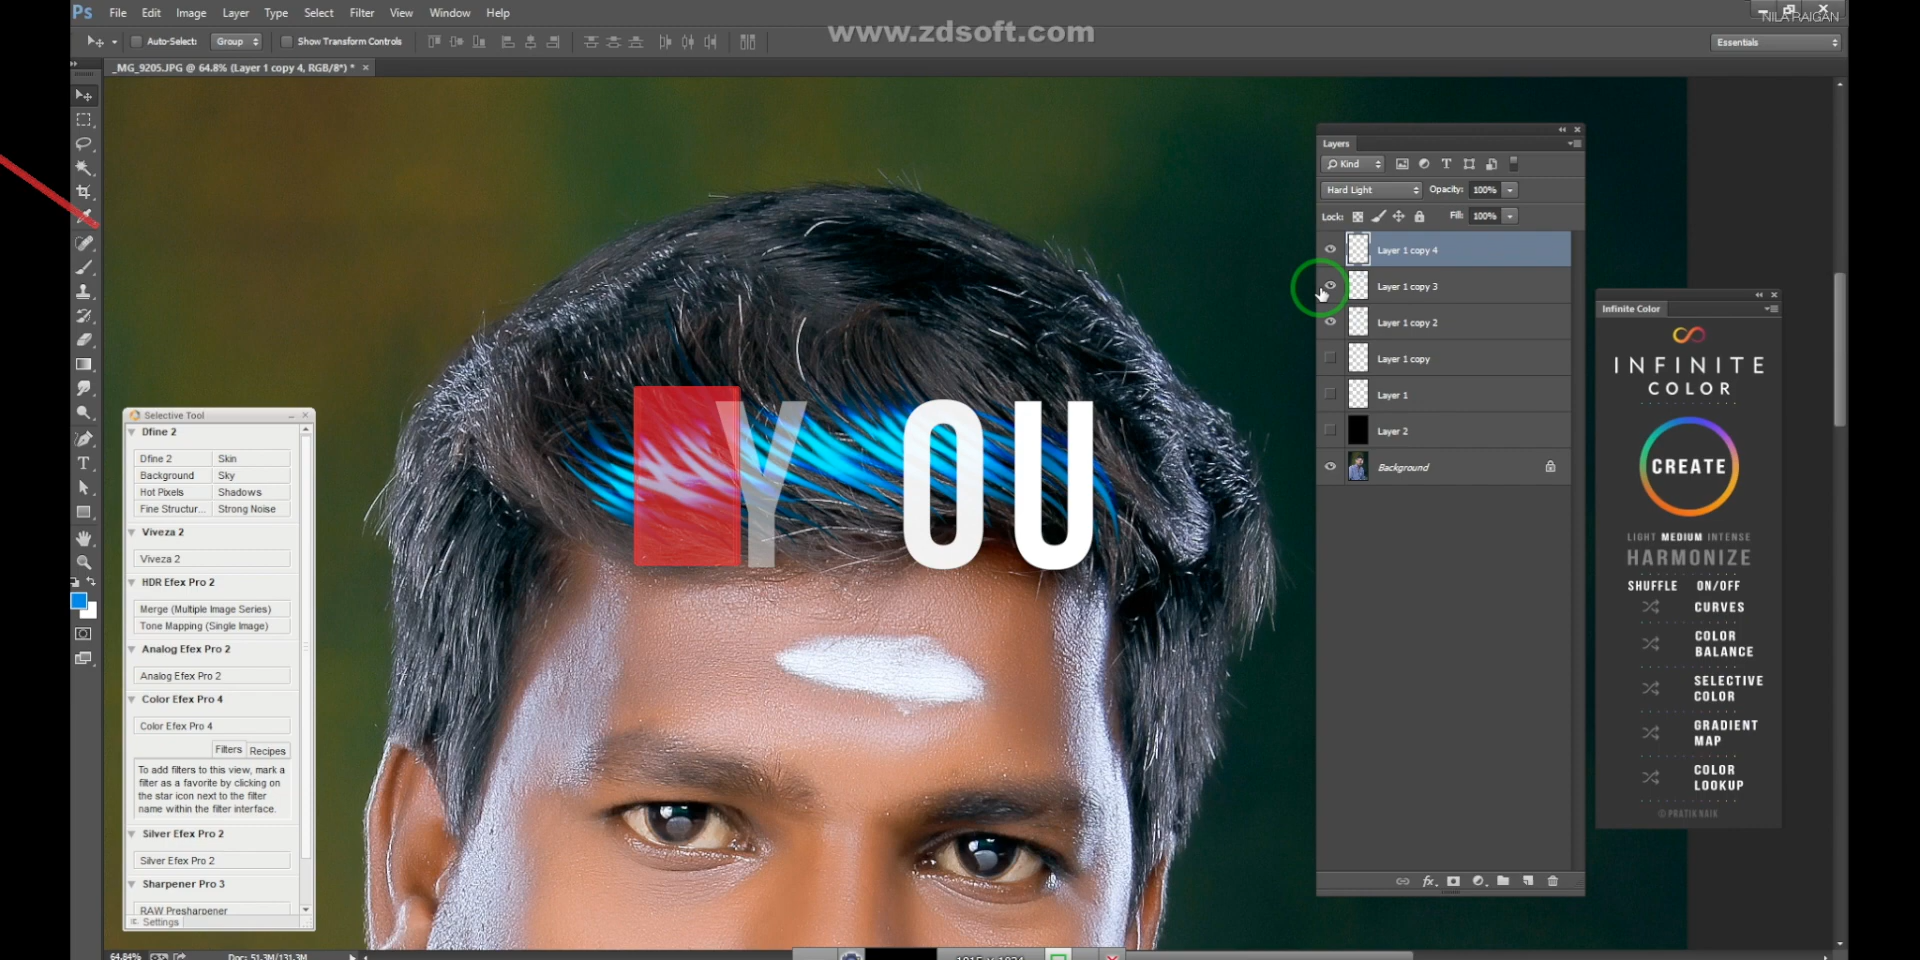 Ps File Edit Image Layer Type Select Filter View Window Help
NILA RAIGAN
www.zdsoft.com
Auto-Select: Group Show Transform Controls
Essentials
_MG_9205.JPG @ 64.8% (Layer 1 copy 4, RGB/8*) * ×
Layers
Kind
Hard Light Opacity: 100%
Lock: Fill: 100%
Layer 1 copy 4
Layer 1 copy 3
Layer 1 copy 2
Layer 1 copy
Layer 1
Layer 2
Background
Infinite Color
INFINITE
COLOR
CREATE
LIGHT MEDIUM INTENSE
HARMONIZE
SHUFFLE ON/OFF
CURVES
COLOR
BALANCE
SELECTIVE
COLOR
GRADIENT
MAP
COLOR
LOOKUP
© PRATIK NAIK
YOU
Selective Tool
Dfine 2
Dfine 2 Skin
Background Sky
Hot Pixels Shadows
Fine Structur... Strong Noise
Viveza 2
Viveza 2
HDR Efex Pro 2
Merge (Multiple Image Series)
Tone Mapping (Single Image)
Analog Efex Pro 2
Analog Efex Pro 2
Color Efex Pro 4
Color Efex Pro 4
Filters Recipes
To add filters to this view, mark a
filter as a favorite by clicking on
the star icon next to the filter
name within the filter interface.
Silver Efex Pro 2
Silver Efex Pro 2
Sharpener Pro 3
RAW Presharpener
Settings
64.84% Doc: 51.3M/131.3M